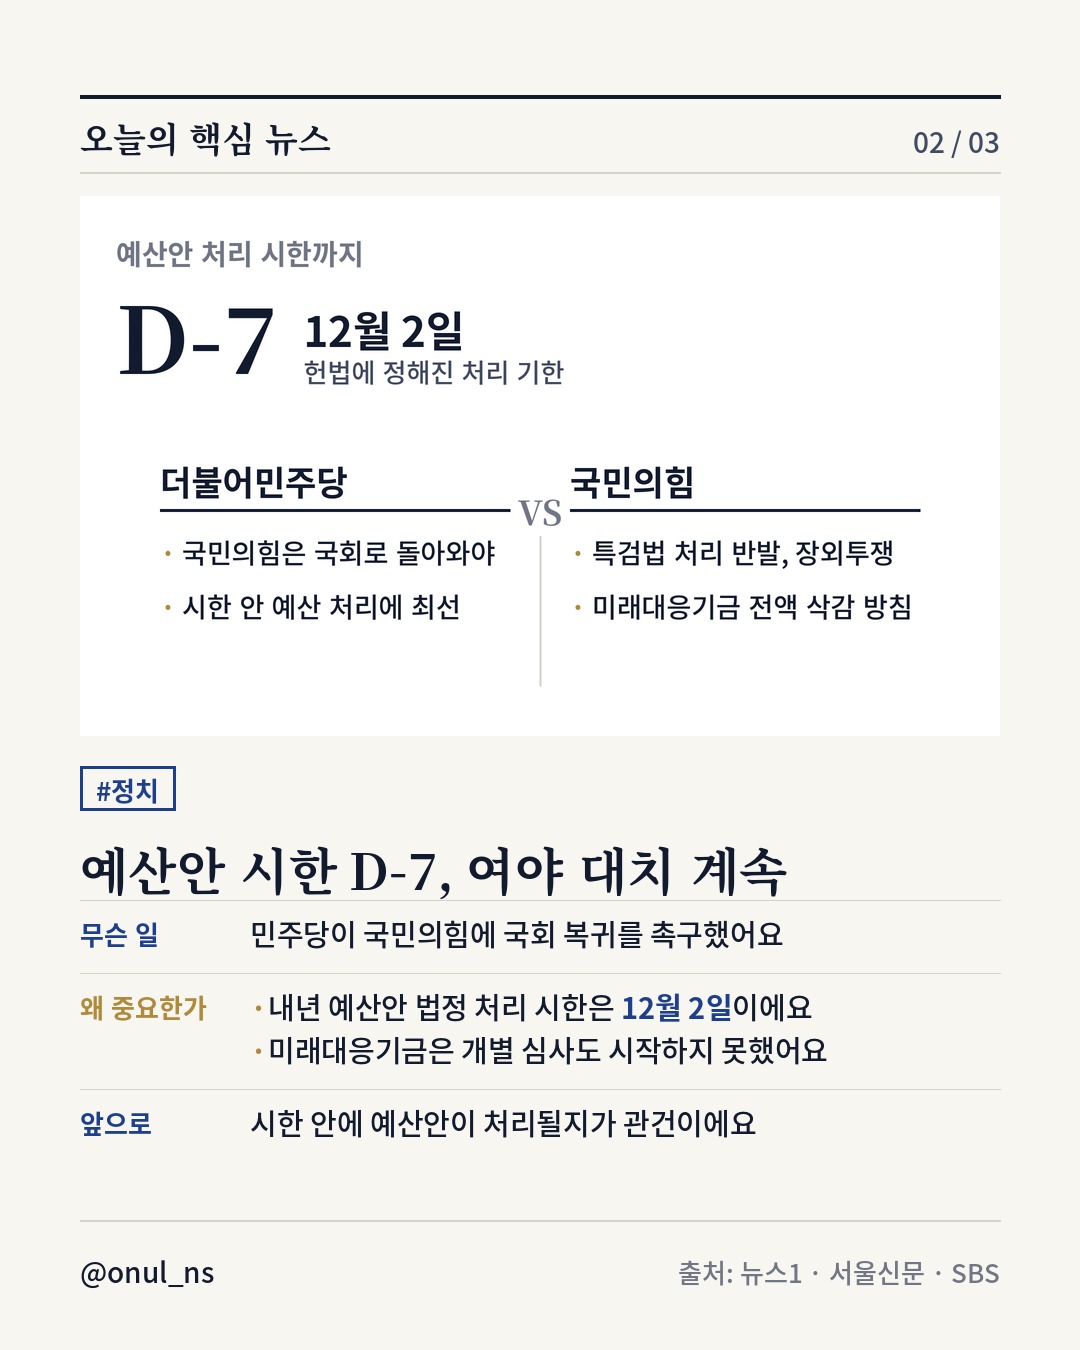 오늘의 핵심 뉴스
02 / 03
예산안 처리 시한까지
D-7
12월 2일
헌법에 정해진 처리 기한
더불어민주당
VS
국민의힘
· 국민의힘은 국회로 돌아와야
· 시한 안 예산 처리에 최선
· 특검법 처리 반발, 장외투쟁
· 미래대응기금 전액 삭감 방침
#정치
예산안 시한 D-7, 여야 대치 계속
무슨 일
민주당이 국민의힘에 국회 복귀를 촉구했어요
왜 중요한가
· 내년 예산안 법정 처리 시한은 12월 2일이에요
· 미래대응기금은 개별 심사도 시작하지 못했어요
앞으로
시한 안에 예산안이 처리될지가 관건이에요
@onul_ns
출처: 뉴스1 · 서울신문 · SBS